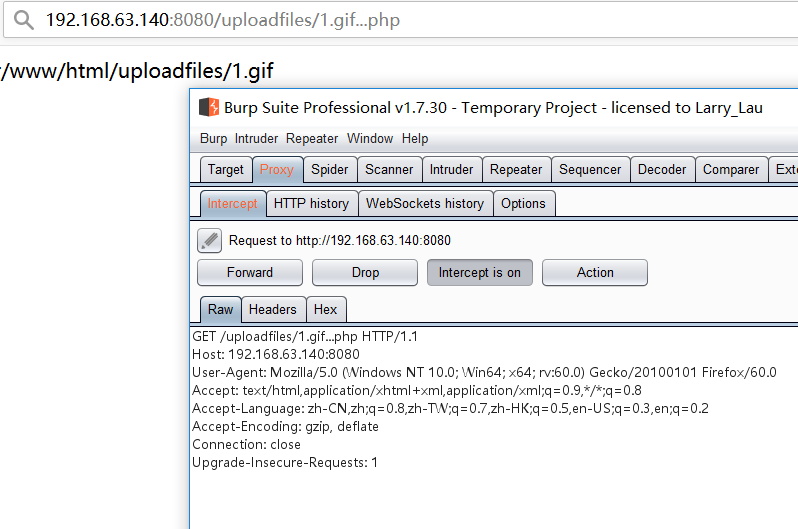 192.168.63.140:8080/uploadfiles/1.gif...php
/www/html/uploadfiles/1.gif
Burp Suite Professional v1.7.30 - Temporary Project - licensed to Larry_Lau
Burp Intruder Repeater Window Help
Target Proxy Spider Scanner Intruder Repeater Sequencer Decoder Comparer Exte
Intercept HTTP history WebSockets history Options
Request to http://192.168.63.140:8080
Forward Drop Intercept is on Action
Raw Headers Hex
GET /uploadfiles/1.gif...php HTTP/1.1
Host: 192.168.63.140:8080
User-Agent: Mozilla/5.0 (Windows NT 10.0; Win64; x64; rv:60.0) Gecko/20100101 Firefox/60.0
Accept: text/html,application/xhtml+xml,application/xml;q=0.9,*/*;q=0.8
Accept-Language: zh-CN,zh;q=0.8,zh-TW;q=0.7,zh-HK;q=0.5,en-US;q=0.3,en;q=0.2
Accept-Encoding: gzip, deflate
Connection: close
Upgrade-Insecure-Requests: 1